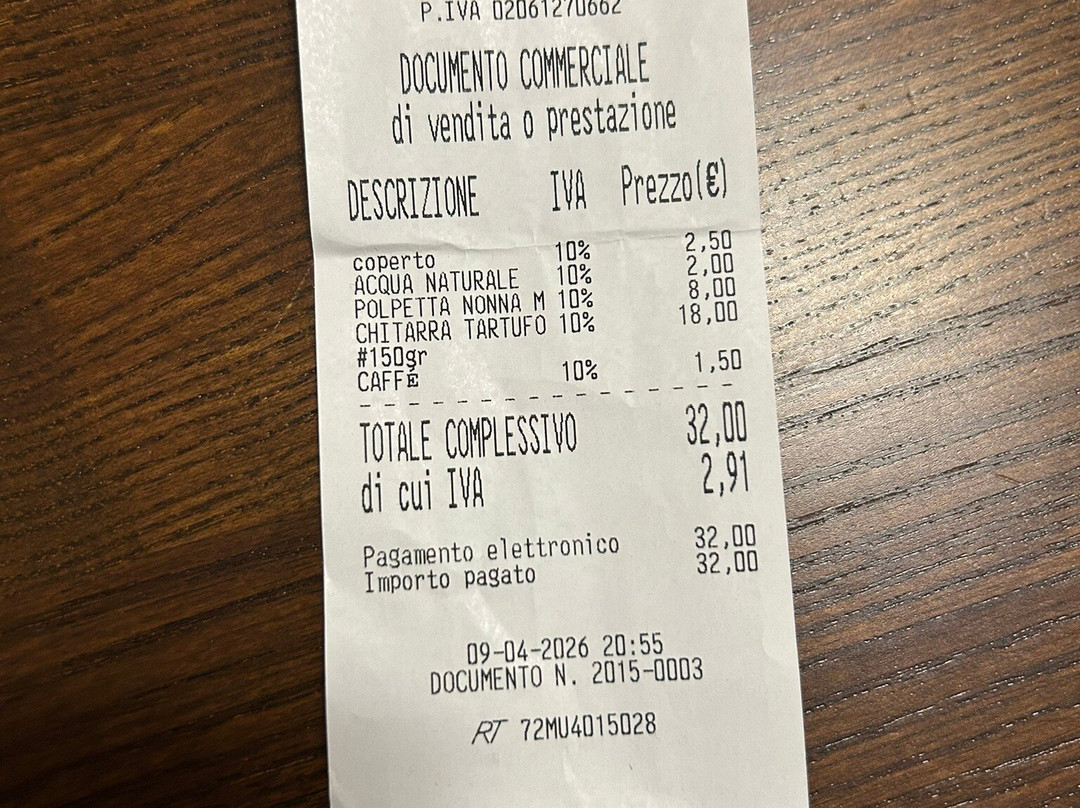 P.IVA 02061270662
DOCUMENTO COMMERCIALE
di vendita o prestazione
DESCRIZIONE IVA Prezzo(€)
coperto 10% 2,50
ACQUA NATURALE 10% 2,00
POLPETTA NONNA M 10% 8,00
CHITARRA TARTUFO 10% 18,00
#150gr
CAFFÈ 10% 1,50
TOTALE COMPLESSIVO 32,00
di cui IVA 2,91
Pagamento elettronico 32,00
Importo pagato 32,00
09-04-2026 20:55
DOCUMENTO N. 2015-0003
RT 72MU4015028